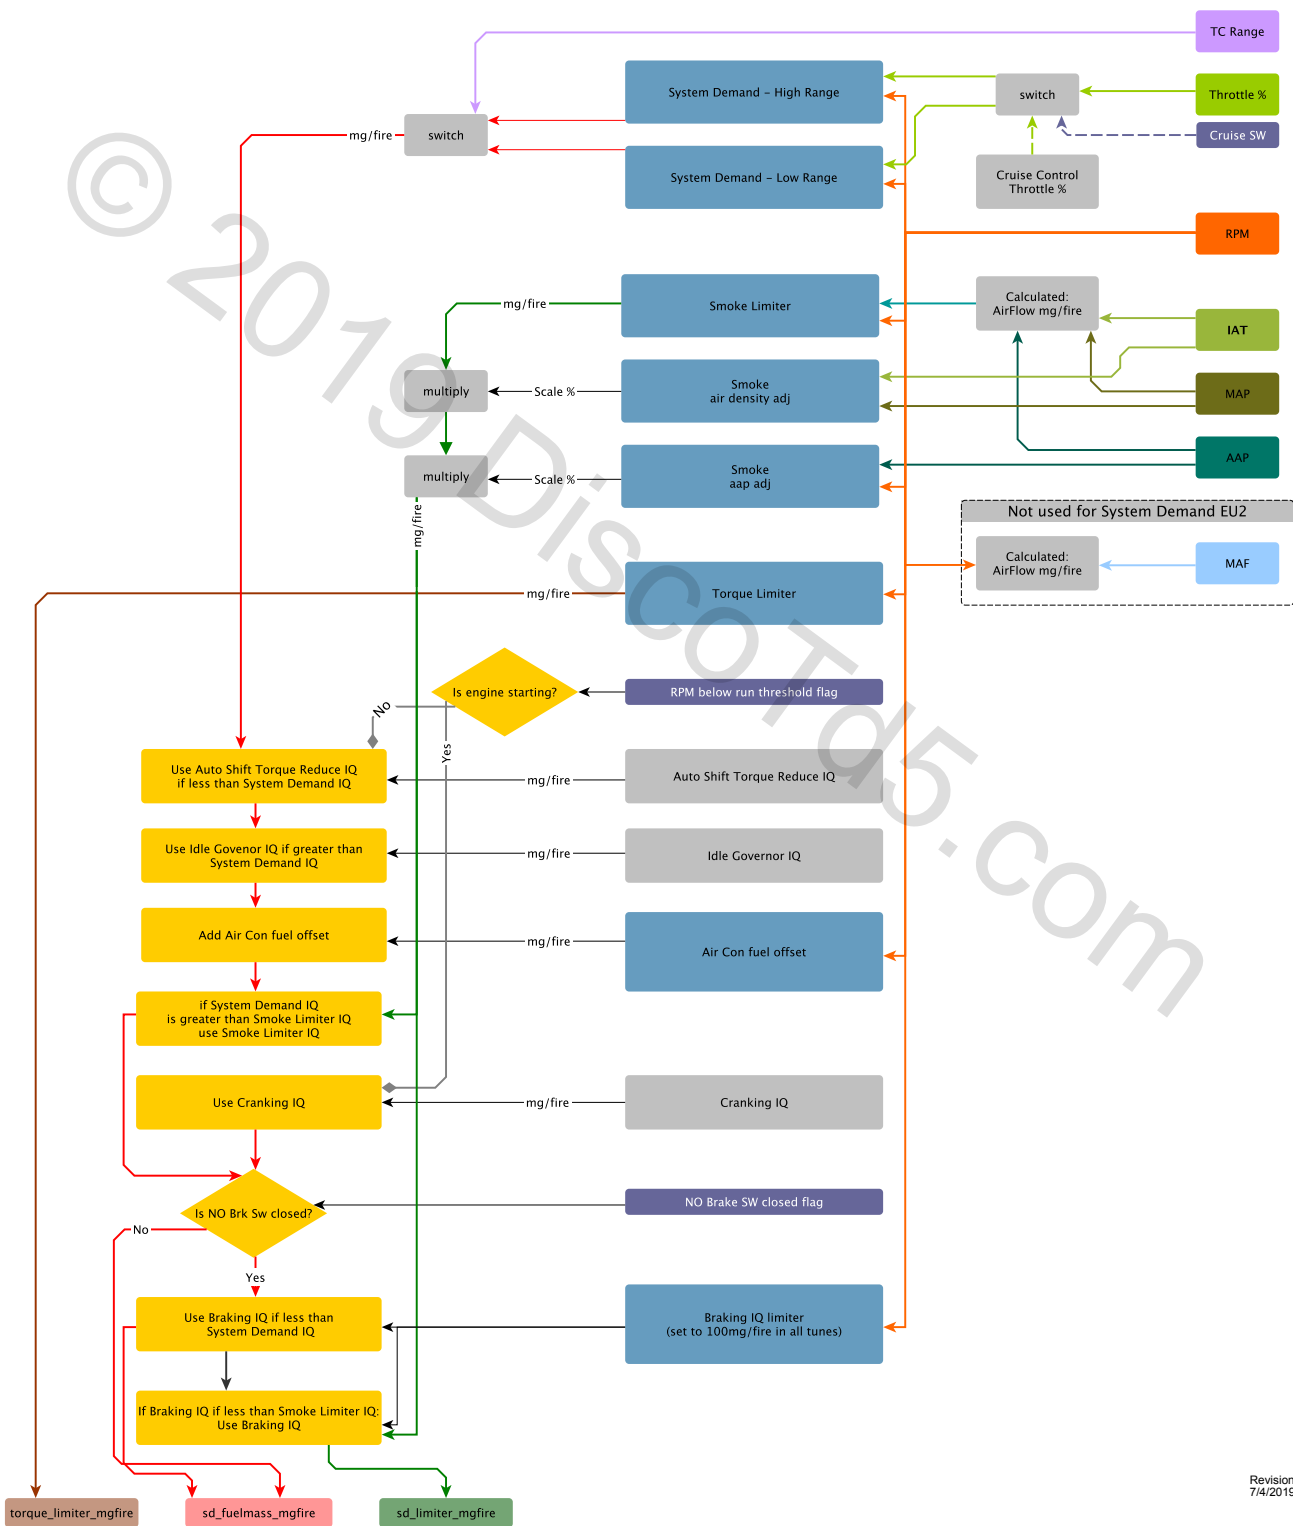 TC Range
System Demand - High Range
switch
Throttle %
mg/fire
switch
Cruise SW
System Demand - Low Range
Cruise Control
Throttle %
RPM
mg/fire
Smoke Limiter
Calculated:
AirFlow mg/fire
IAT
multiply
Scale %
Smoke
air density adj
MAP
multiply
Scale %
Smoke
aap adj
AAP
mg/fire
Not used for System Demand EU2
Calculated:
AirFlow mg/fire
MAF
mg/fire
Torque Limiter
Is engine starting?
RPM below run threshold flag
No
Yes
Use Auto Shift Torque Reduce IQ
if less than System Demand IQ
mg/fire
Auto Shift Torque Reduce IQ
Use Idle Govenor IQ if greater than
System Demand IQ
mg/fire
Idle Governor IQ
Add Air Con fuel offset
mg/fire
Air Con fuel offset
if System Demand IQ
is greater than Smoke Limiter IQ
use Smoke Limiter IQ
Use Cranking IQ
mg/fire
Cranking IQ
Is NO Brk Sw closed?
NO Brake SW closed flag
No
Yes
Use Braking IQ if less than
System Demand IQ
Braking IQ limiter
(set to 100mg/fire in all tunes)
If Braking IQ if less than Smoke Limiter IQ:
Use Braking IQ
torque_limiter_mgfire
sd_fuelmass_mgfire
sd_limiter_mgfire
Revision
7/4/2019
© 2019 DiscoTd5.com